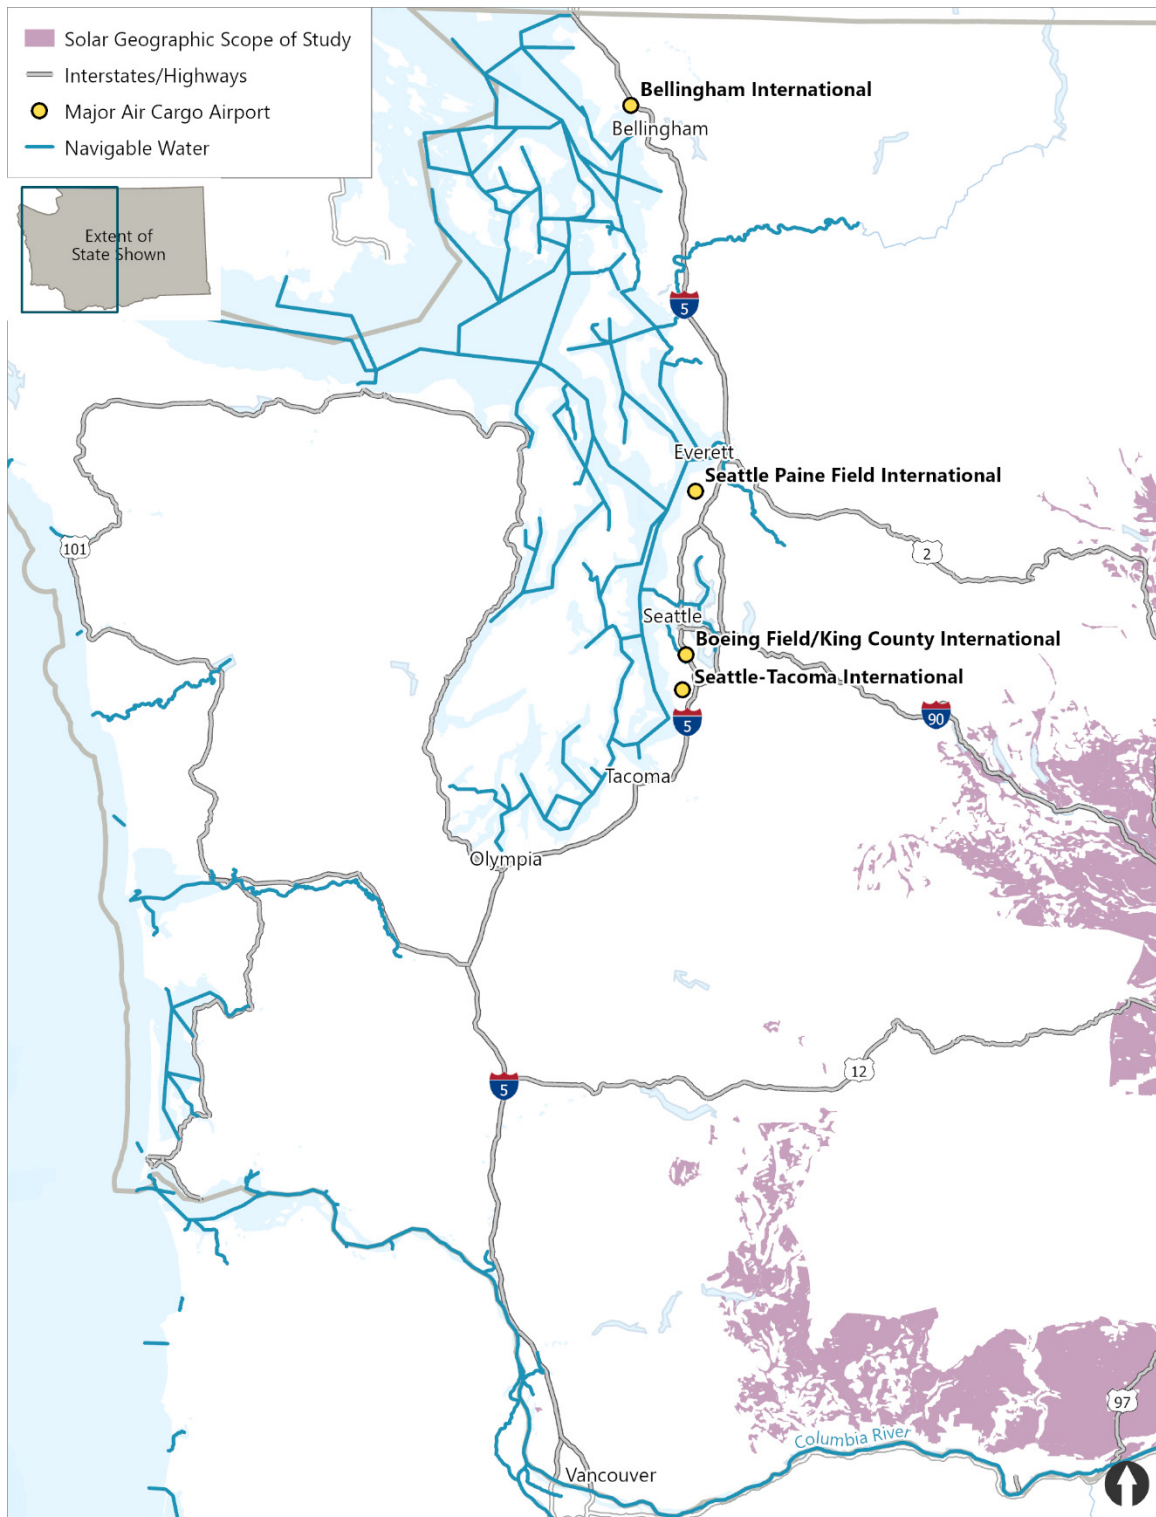 Solar Geographic Scope of Study
Interstates/Highways
Major Air Cargo Airport
Navigable Water
Extent of
State Shown
Bellingham International
Bellingham
5
Everett
Seattle Paine Field International
101
2
Seattle
Boeing Field/King County International
Seattle-Tacoma International
5
90
Tacoma
Olympia
12
5
97
Columbia River
Vancouver